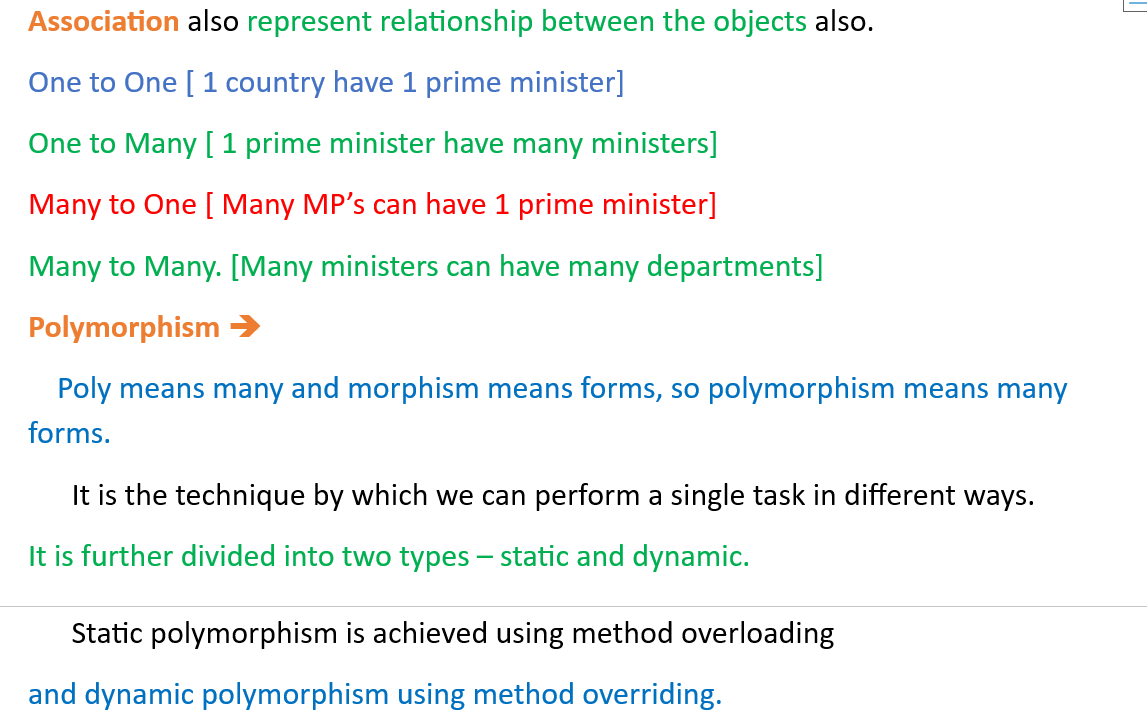 Association also represent relationship between the objects also.
One to One [ 1 country have 1 prime minister]
One to Many [ 1 prime minister have many ministers]
Many to One [ Many MP’s can have 1 prime minister]
Many to Many. [Many ministers can have many departments]
Polymorphism ➔
Poly means many and morphism means forms, so polymorphism means many
forms.
It is the technique by which we can perform a single task in different ways.
It is further divided into two types – static and dynamic.
Static polymorphism is achieved using method overloading
and dynamic polymorphism using method overriding.